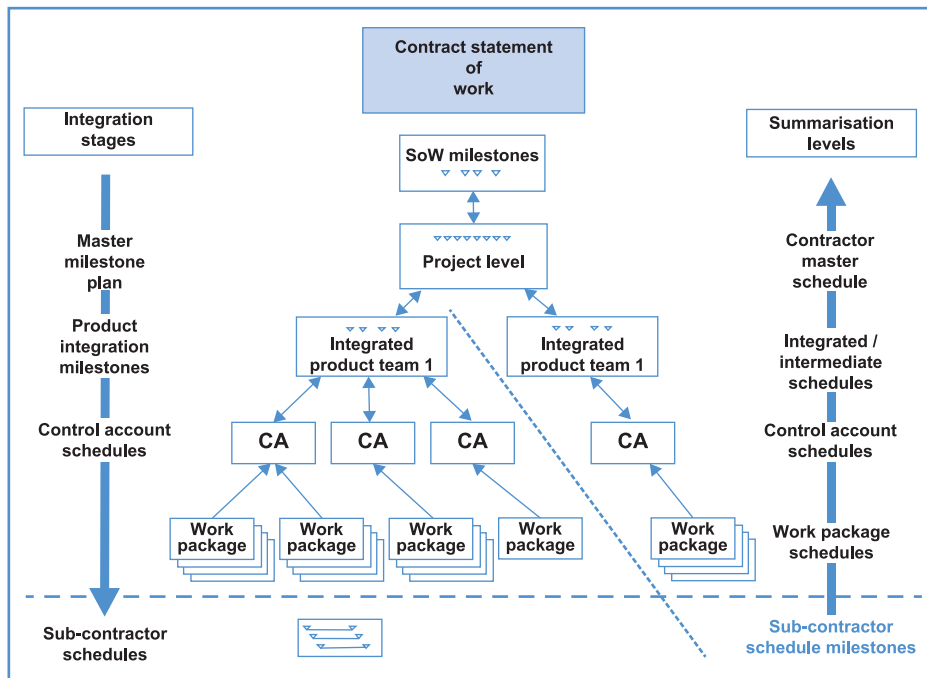 Contract statement
of
work
Integration
stages
Summarisation
levels
SoW milestones
Master
milestone
plan
Project level
Contractor
master
schedule
Product
integration
milestones
Integrated
product team 1
Integrated
product team 1
Integrated /
intermediate
schedules
Control account
schedules
CA
CA
CA
CA
Control account
schedules
Work
package
Work
package
Work
package
Work
package
Work
package
Work package
schedules
Sub-contractor
schedules
Sub-contractor
schedule milestones